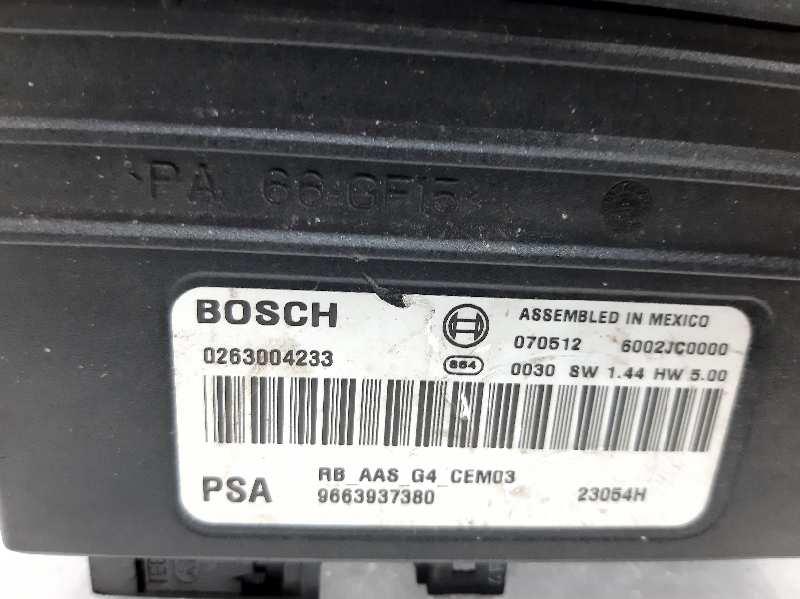 >PA 66-GF15<
BOSCH
ASSEMBLED IN MEXICO
0263004233
070512 6002JC0000
864
0030 SW 1.44 HW 5.00
PSA
RB_AAS_G4_CEM03
9663937380
23054H